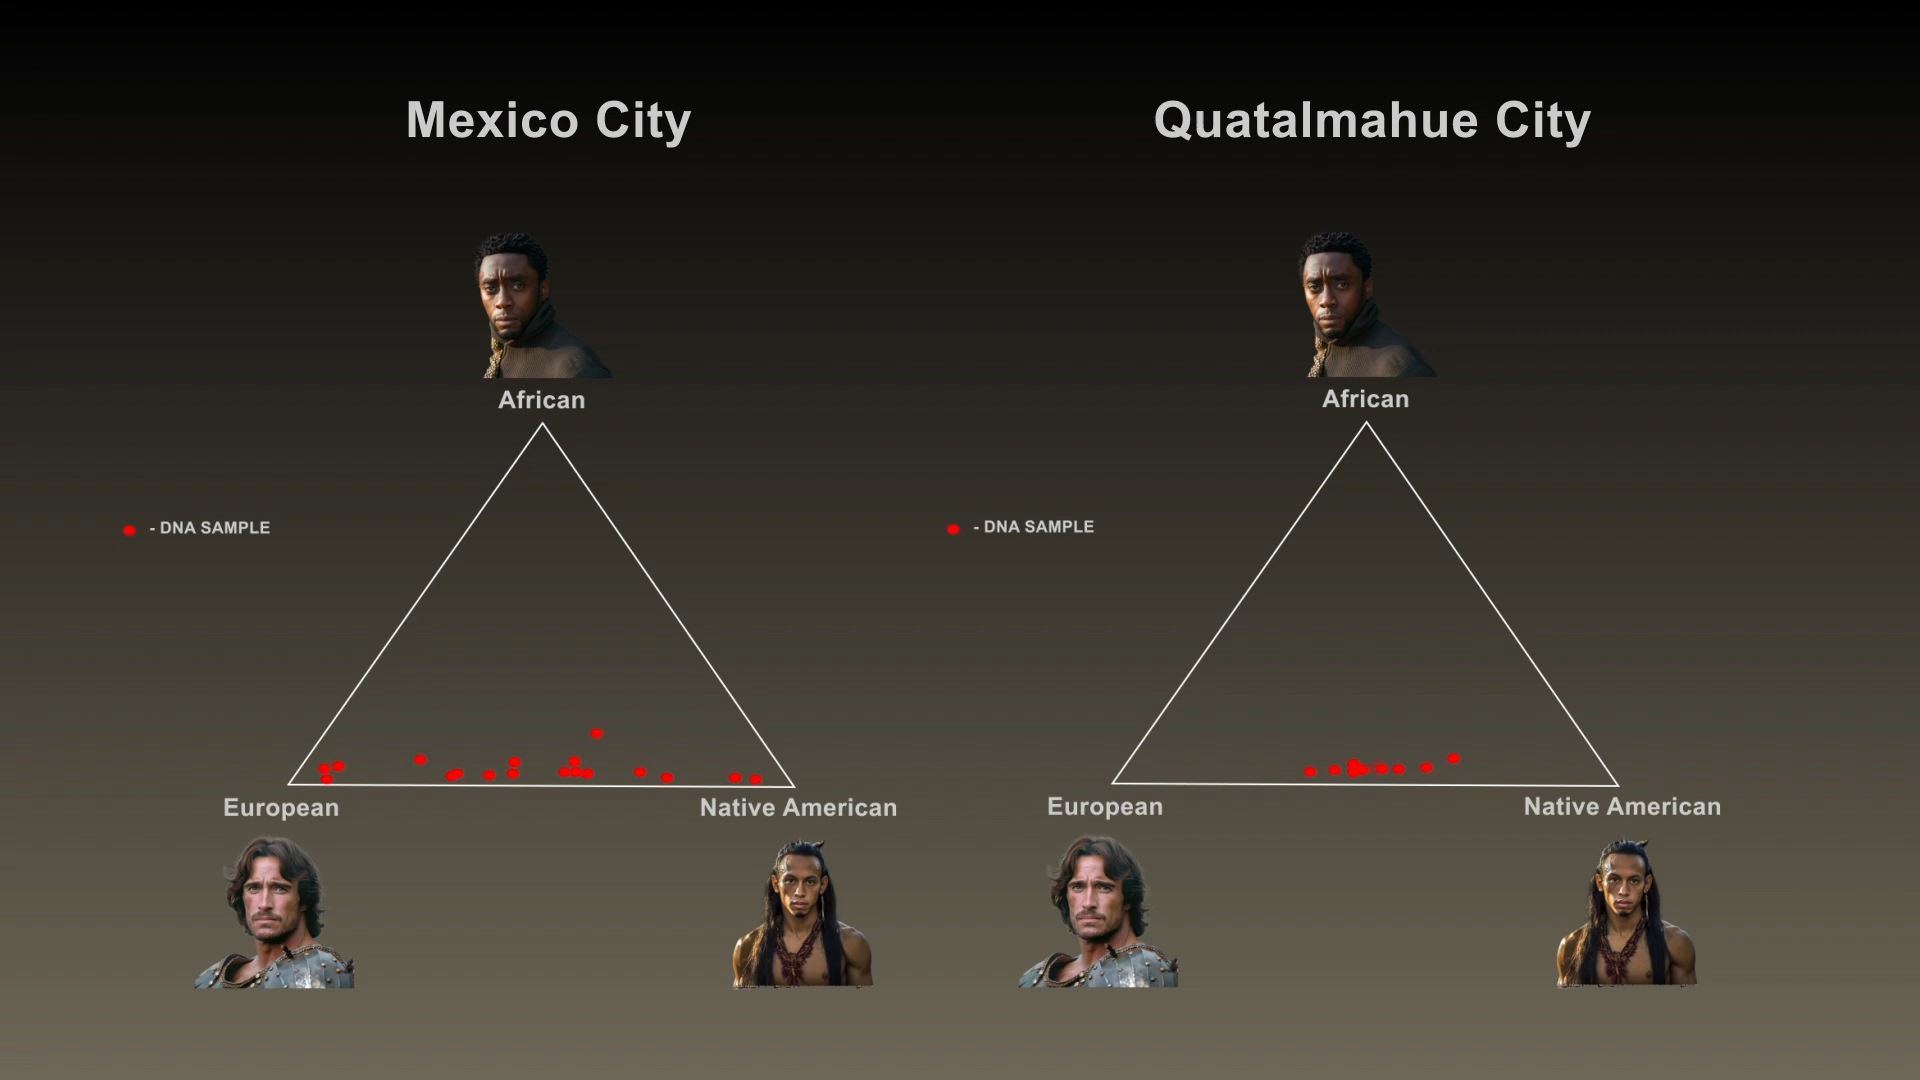 Mexico City
African
- DNA SAMPLE
European
Native American
Quatalmahue City
African
- DNA SAMPLE
European
Native American